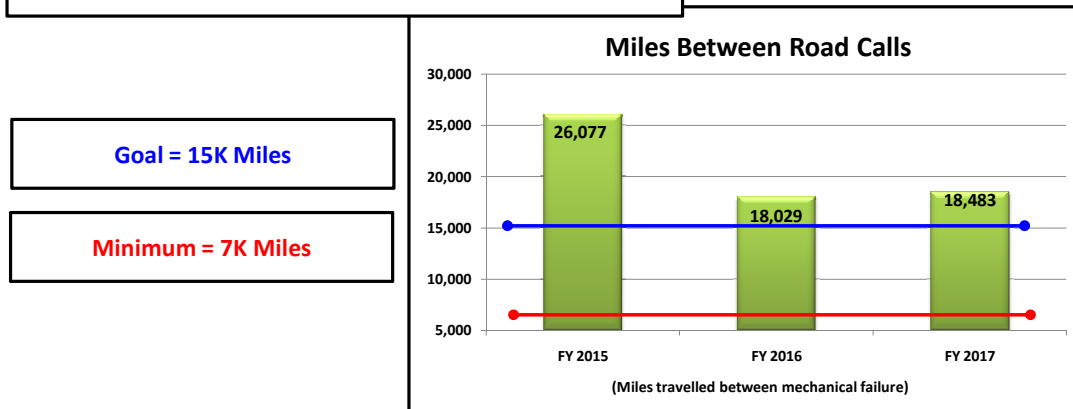 Goal = 15K Miles
Minimum = 7K Miles
Miles Between Road Calls
30,000
25,000
20,000
15,000
10,000
5,000
26,077
18,029
18,483
FY 2015
FY 2016
FY 2017
(Miles travelled between mechanical failure)